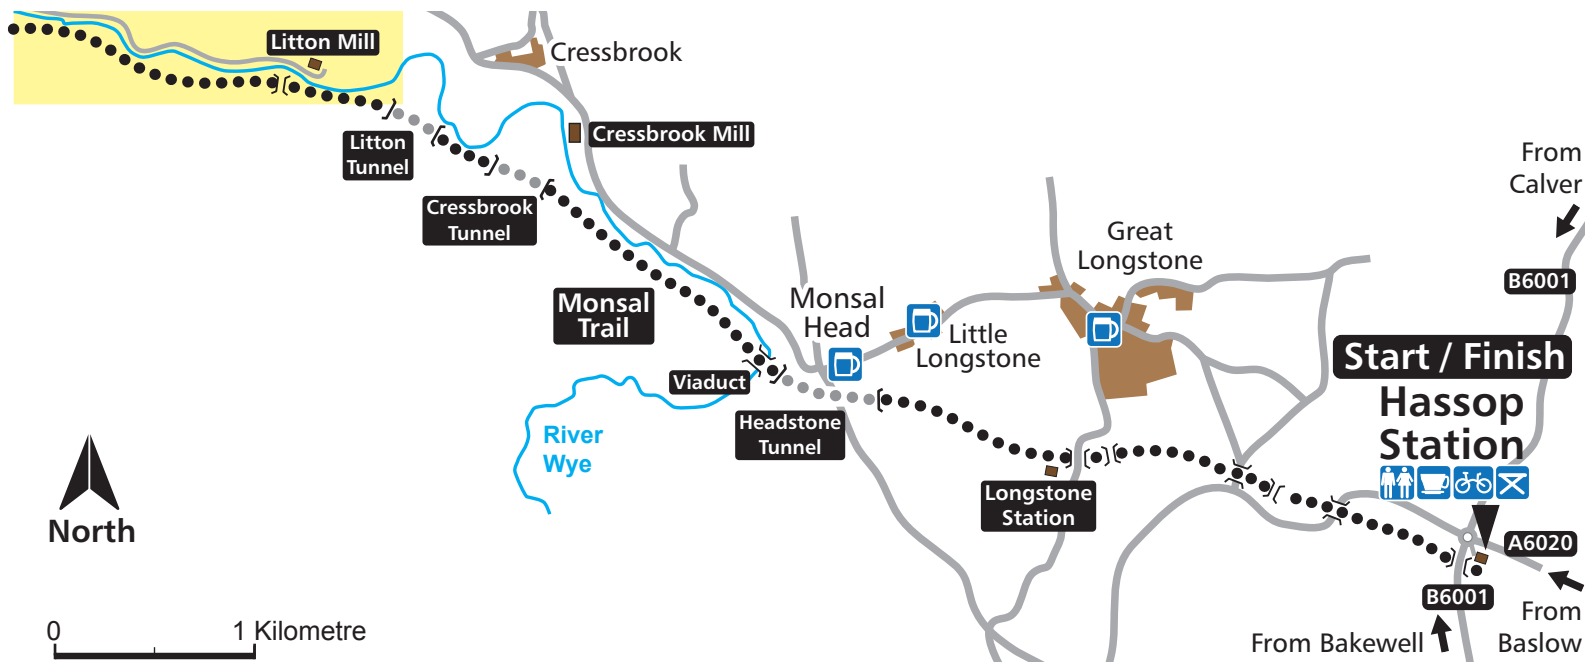 Litton Mill
Cressbrook
Cressbrook Mill
Litton
Tunnel
From
Calver
Cressbrook
Tunnel
Great
Longstone
B6001
Monsal
Trail
Monsal
Head
Little
Longstone
Start / Finish
Viaduct
Hassop
Station
Headstone
Tunnel
River
Wye
Longstone
Station
North
A6020
B6001
From
Baslow
From Bakewell
0
1 Kilometre